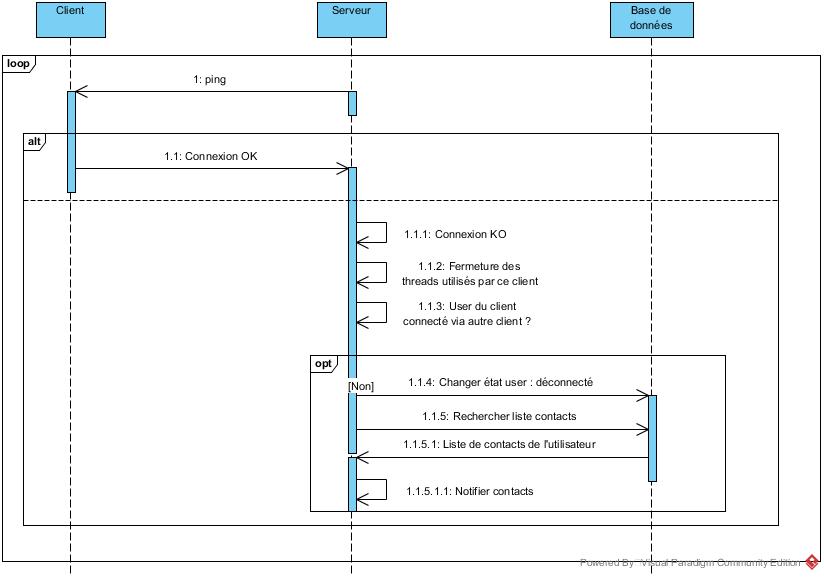 Client
Serveur
Base de
données
loop
1: ping
alt
1.1: Connexion OK
1.1.1: Connexion KO
1.1.2: Fermeture des
threads utilisés par ce client
1.1.3: User du client
connecté via autre client ?
opt
[Non]
1.1.4: Changer état user : déconnecté
1.1.5: Rechercher liste contacts
1.1.5.1: Liste de contacts de l'utilisateur
1.1.5.1.1: Notifier contacts
Powered By Visual Paradigm Community Edition